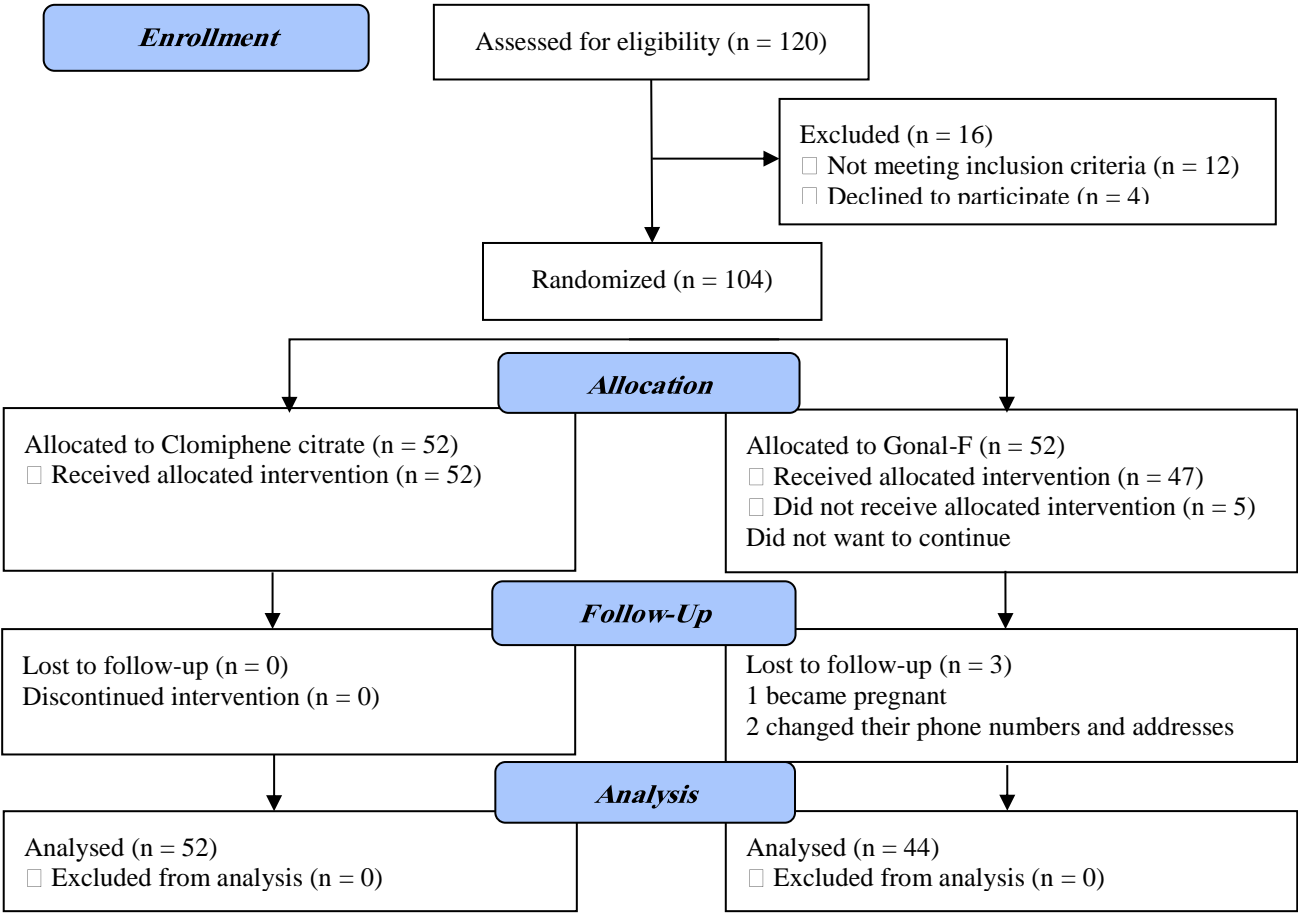 Enrollment
Assessed for eligibility (n = 120)
Excluded (n = 16)
□ Not meeting inclusion criteria (n = 12)
□ Declined to participate (n = 4)
Randomized (n = 104)
Allocation
Allocated to Clomiphene citrate (n = 52)
□ Received allocated intervention (n = 52)
Allocated to Gonal-F (n = 52)
□ Received allocated intervention (n = 47)
□ Did not receive allocated intervention (n = 5)
Did not want to continue
Follow-Up
Lost to follow-up (n = 0)
Discontinued intervention (n = 0)
Lost to follow-up (n = 3)
1 became pregnant
2 changed their phone numbers and addresses
Analysis
Analysed (n = 52)
□ Excluded from analysis (n = 0)
Analysed (n = 44)
□ Excluded from analysis (n = 0)